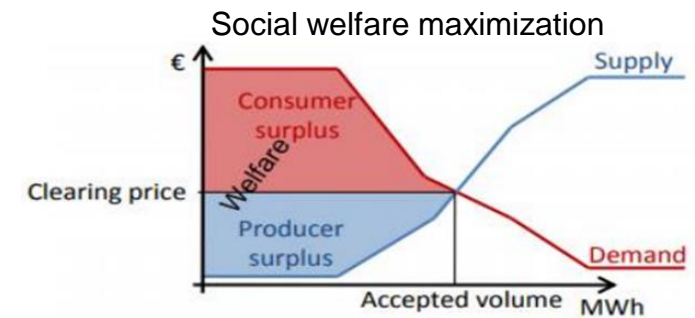 Social welfare maximization
€
Supply
Consumer
surplus
Welfare
Clearing price
Producer
surplus
Demand
Accepted volume
MWh